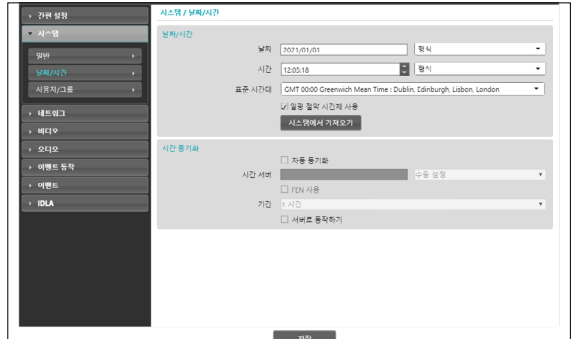 간편 설정
시스템
일반
날짜/시간
사용자/그룹
네트워크
비디오
오디오
이벤트 동작
이벤트
IDLA
시스템 / 날짜/시간
날짜/시간
날짜 2021/01/01 형식
시간 12:05:18 형식
표준 시간대 GMT 00:00 Greenwich Mean Time : Dublin, Edinburgh, Lisbon, London
일광 절약 시간제 사용
시스템에서 가져오기
시간 동기화
자동 동기화
시간 서버 수동 설정
FEN 사용
기간 1 시간
서버로 동작하기
저장